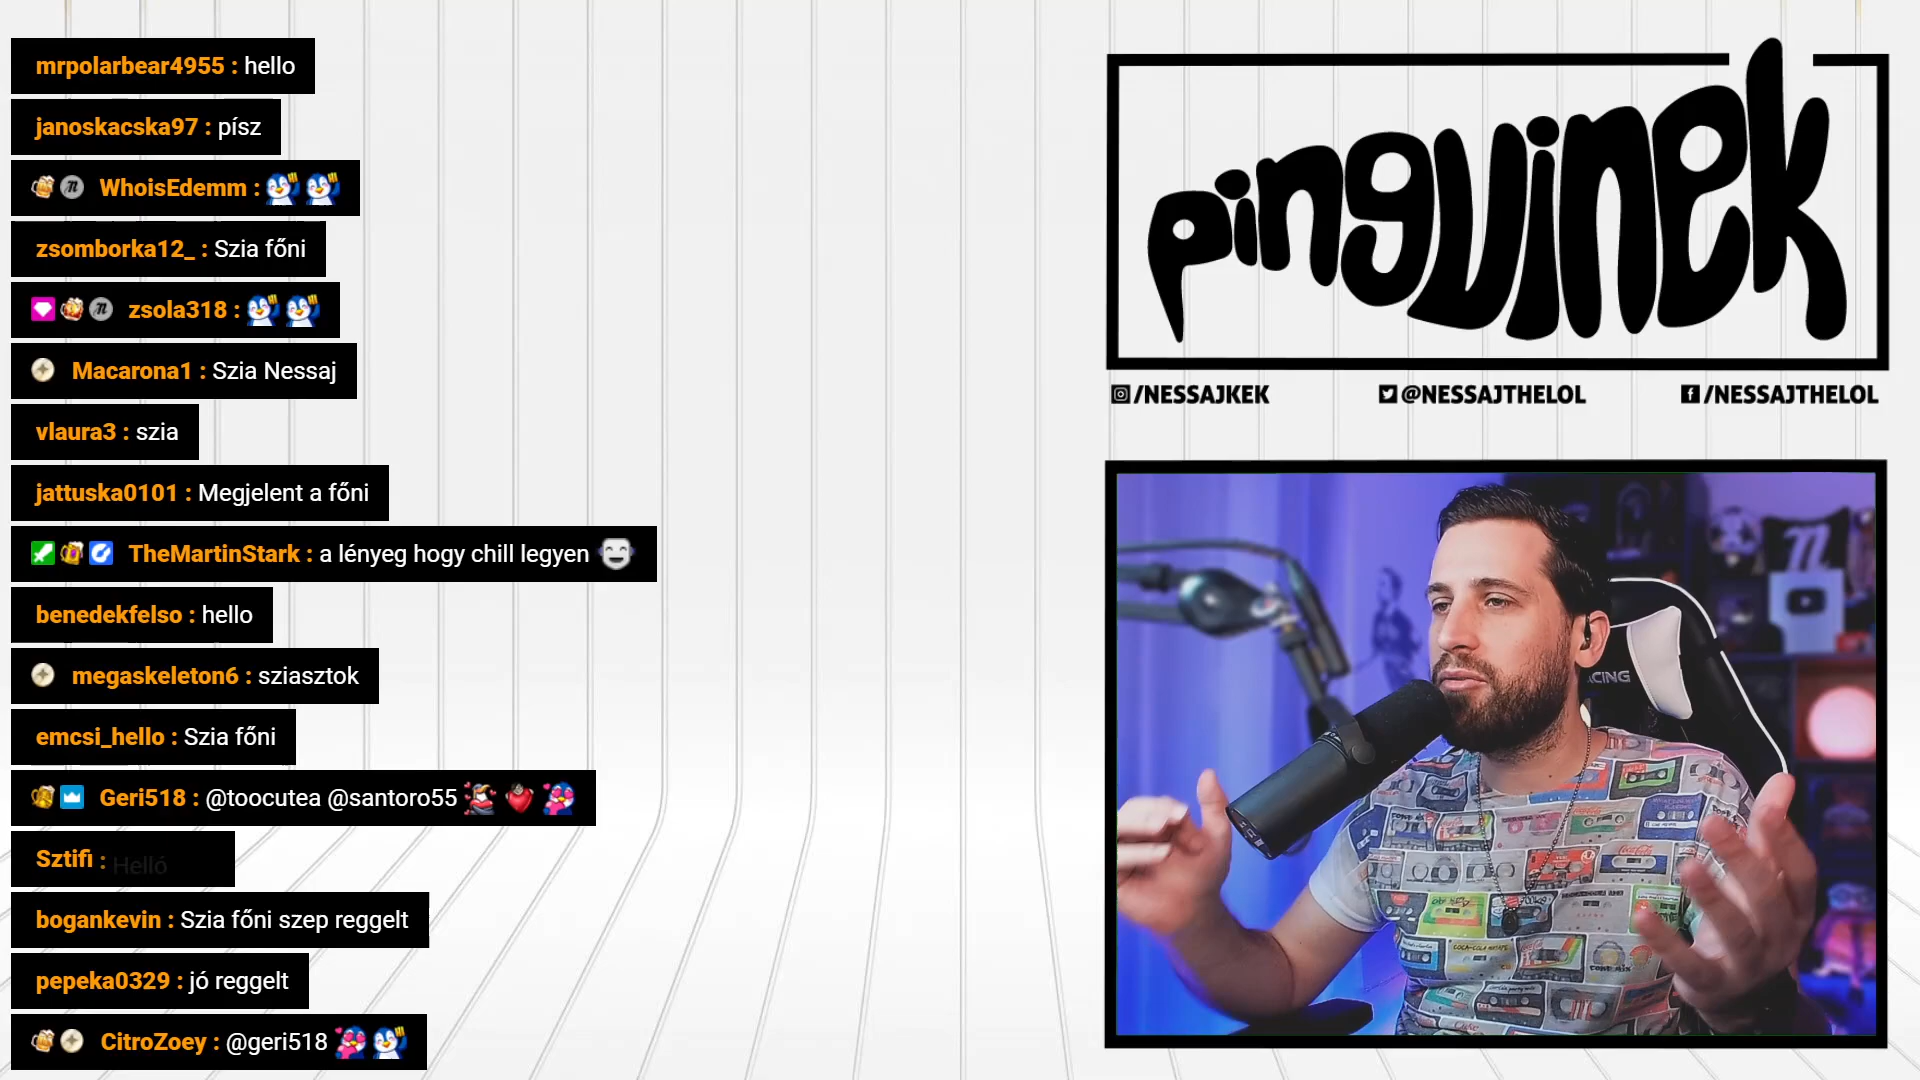 mrpolarbear4955 : hello
janoskacska97 : písz
WhoisEdemm :
zsomborka12_ : Szia főni
zsola318 :
Macarona1 : Szia Nessaj
vlaura3 : szia
jattuska0101 : Megjelent a főni
TheMartinStark : a lényeg hogy chill legyen
benedekfelso : hello
megaskeleton6 : sziasztok
emcsi_hello : Szia főni
Geri518 : @toocutea @santoro55
Sztifi : Helló
bogankevin : Szia főni szep reggelt
pepeka0329 : jó reggelt
CitroZoey : @geri518
pingvinek
/NESSAJKEK
@NESSAJTHELOL
/NESSAJTHELOL
77
ACING